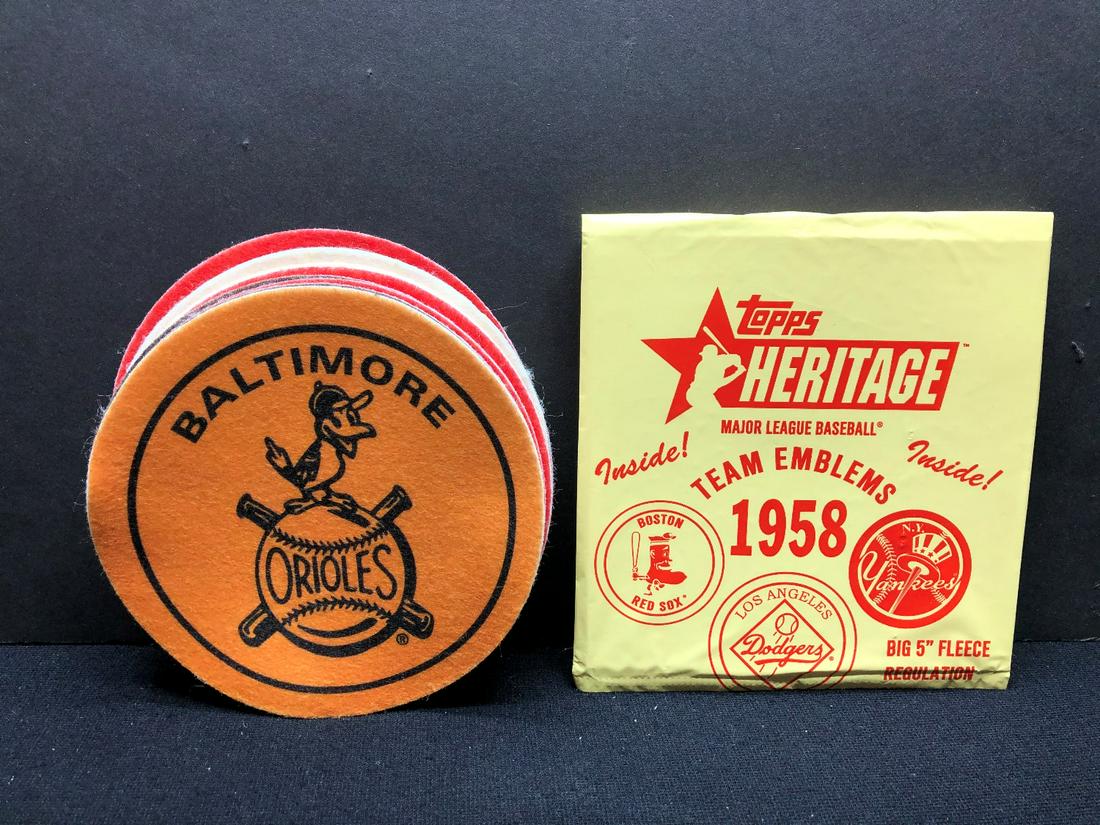 BALTIMORE
ORIOLES
®
Topps
HERITAGE™
MAJOR LEAGUE BASEBALL®
Inside!
Inside!
TEAM EMBLEMS
1958
BOSTON
RED SOX®
N.Y.
Yankees
LOS ANGELES
Dodgers®
BIG 5” FLEECE
REGULATION